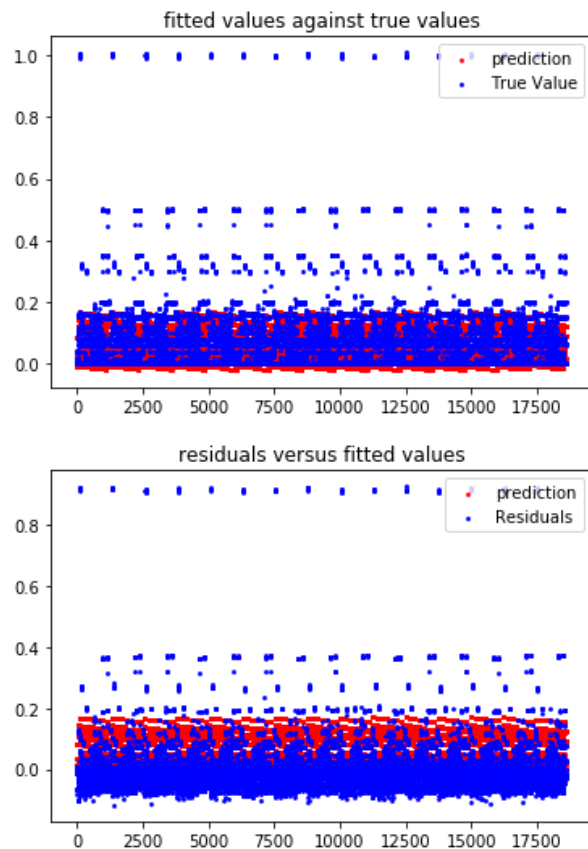 fitted values against true values
1.0
0.8
0.6
0.4
0.2
0.0
prediction
True Value
0 2500 5000 7500 10000 12500 15000 17500
residuals versus fitted values
0.8
0.6
0.4
0.2
0.0
prediction
Residuals
0 2500 5000 7500 10000 12500 15000 17500